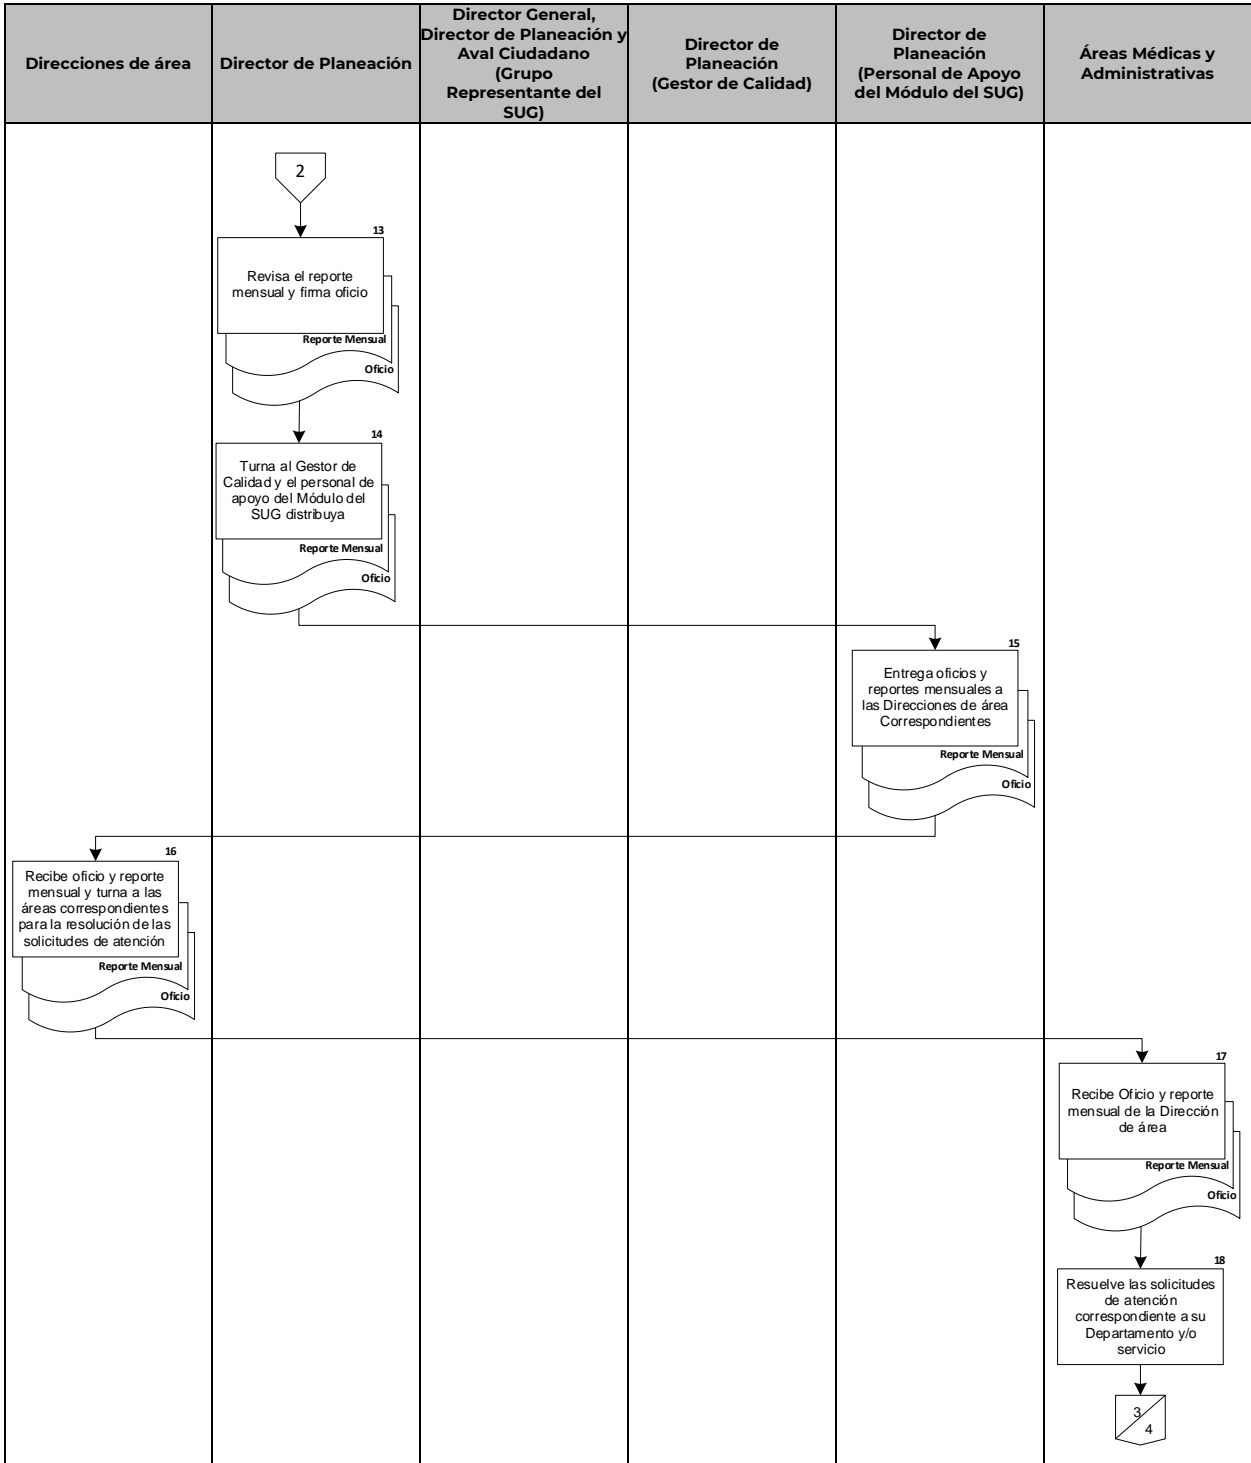 Direcciones de área
Director de Planeación
Director General,
Director de Planeación y
Aval Ciudadano
(Grupo
Representante del
SUG)
Director de
Planeación
(Gestor de Calidad)
Director de
Planeación
(Personal de Apoyo
del Módulo del SUG)
Áreas Médicas y
Administrativas
2
13
Revisa el reporte
mensual y firma oficio
Reporte Mensual
Oficio
14
Turna al Gestor de
Calidad y el personal de
apoyo del Módulo del
SUG distribuya
Reporte Mensual
Oficio
15
Entrega oficios y
reportes mensuales a
las Direcciones de área
Correspondientes
Reporte Mensual
Oficio
16
Recibe oficio y reporte
mensual y turna a las
áreas correspondientes
para la resolución de las
solicitudes de atención
Reporte Mensual
Oficio
17
Recibe Oficio y reporte
mensual de la Dirección
de área
Reporte Mensual
Oficio
18
Resuelve las solicitudes
de atención
correspondiente a su
Departamento y/o
servicio
3
4